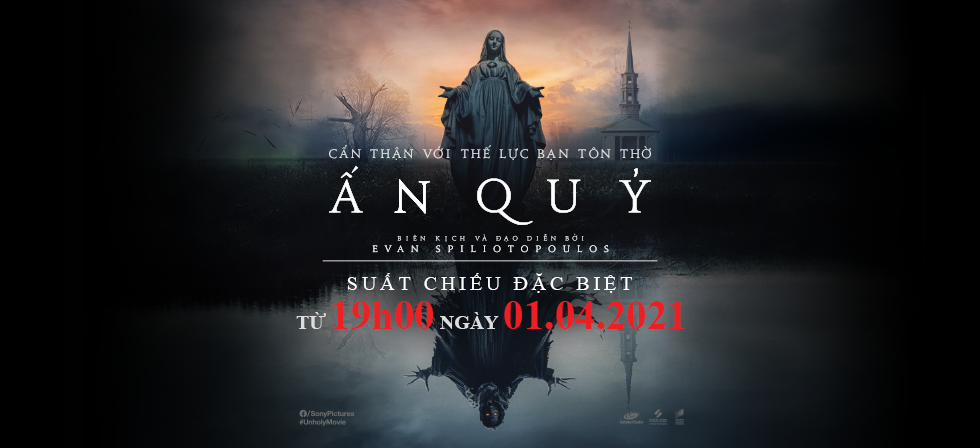 CẨN THẬN VỚI THẾ LỰC BẠN TÔN THỜ
ẤN QUỶ
BIÊN KỊCH VÀ ĐẠO DIỄN BỞI
EVAN SPILIOTOPOULOS
SUẤT CHIẾU ĐẶC BIỆT
TỪ 19h00 NGÀY 01.04.2021
/SonyPictures
#UnholyMovie